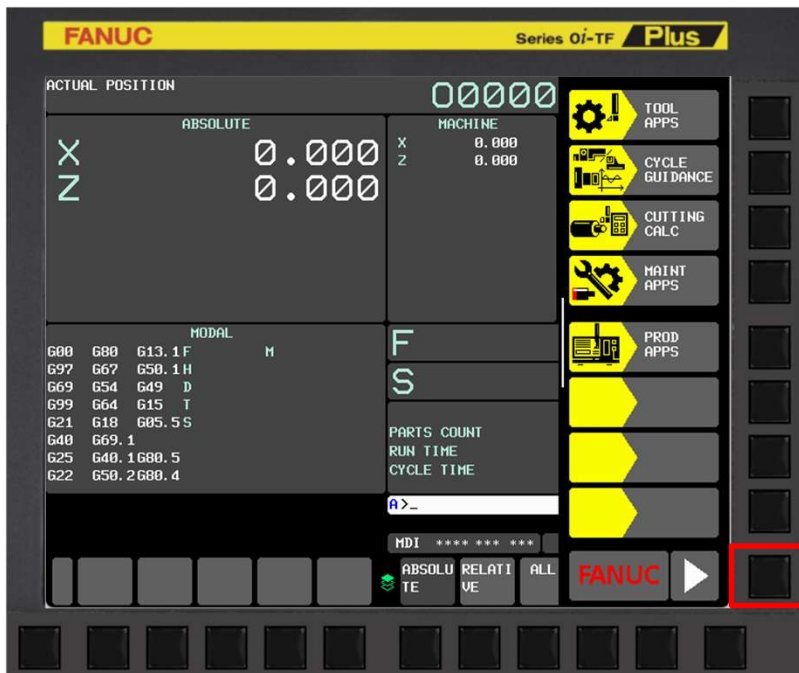 FANUC
Series 0i-TF Plus
ACTUAL POSITION
O0000
ABSOLUTE
X 0.000
Z 0.000
MACHINE
X 0.000
Z 0.000
MODAL
G00 G80 G13.1 F M
G97 G67 G50.1 H
G69 G54 G49 D
G99 G64 G15 T
G21 G18 G05.5 S
G40 G69.1
G25 G40.1 G80.5
G22 G50.2 G80.4
F
S
PARTS COUNT
RUN TIME
CYCLE TIME
A>_
MDI **** *** ***
ABSOLU
TE
RELATI
VE
ALL
TOOL
APPS
CYCLE
GUIDANCE
CUTTING
CALC
MAINT
APPS
PROD
APPS
FANUC